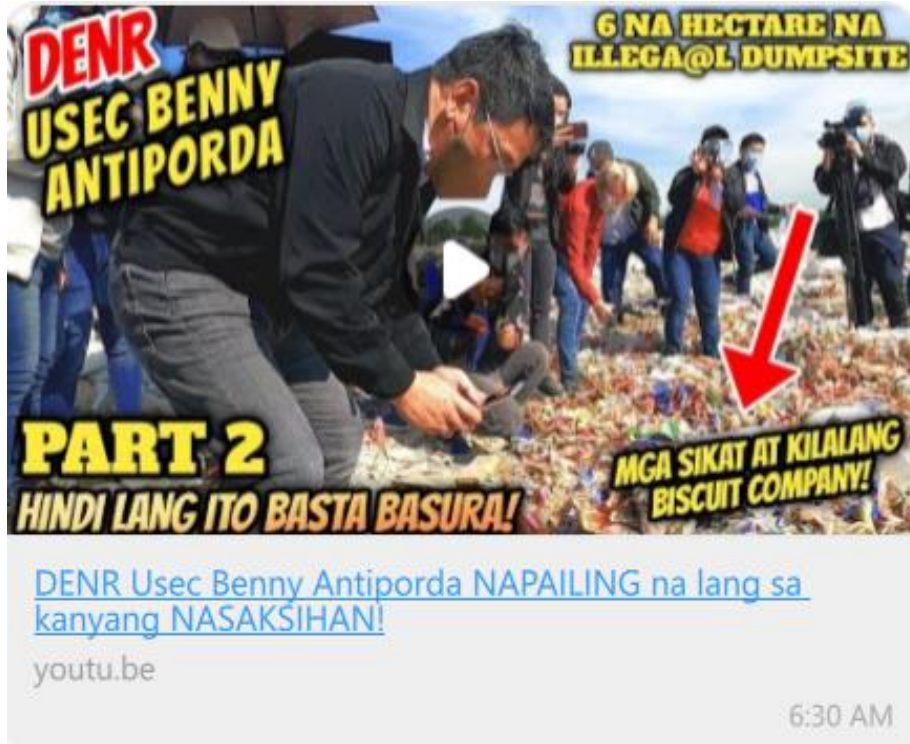 DENR
USEC BENNY
ANTIPORDA
6 NA HECTARE NA
ILLEGA@L DUMPSITE
PART 2
HINDI LANG ITO BASTA BASURA!
MGA SIKAT AT KILALANG
BISCUIT COMPANY!
DENR Usec Benny Antiporda NAPAILING na lang sa
kanyang NASAKSIHAN!
youtu.be
6:30 AM